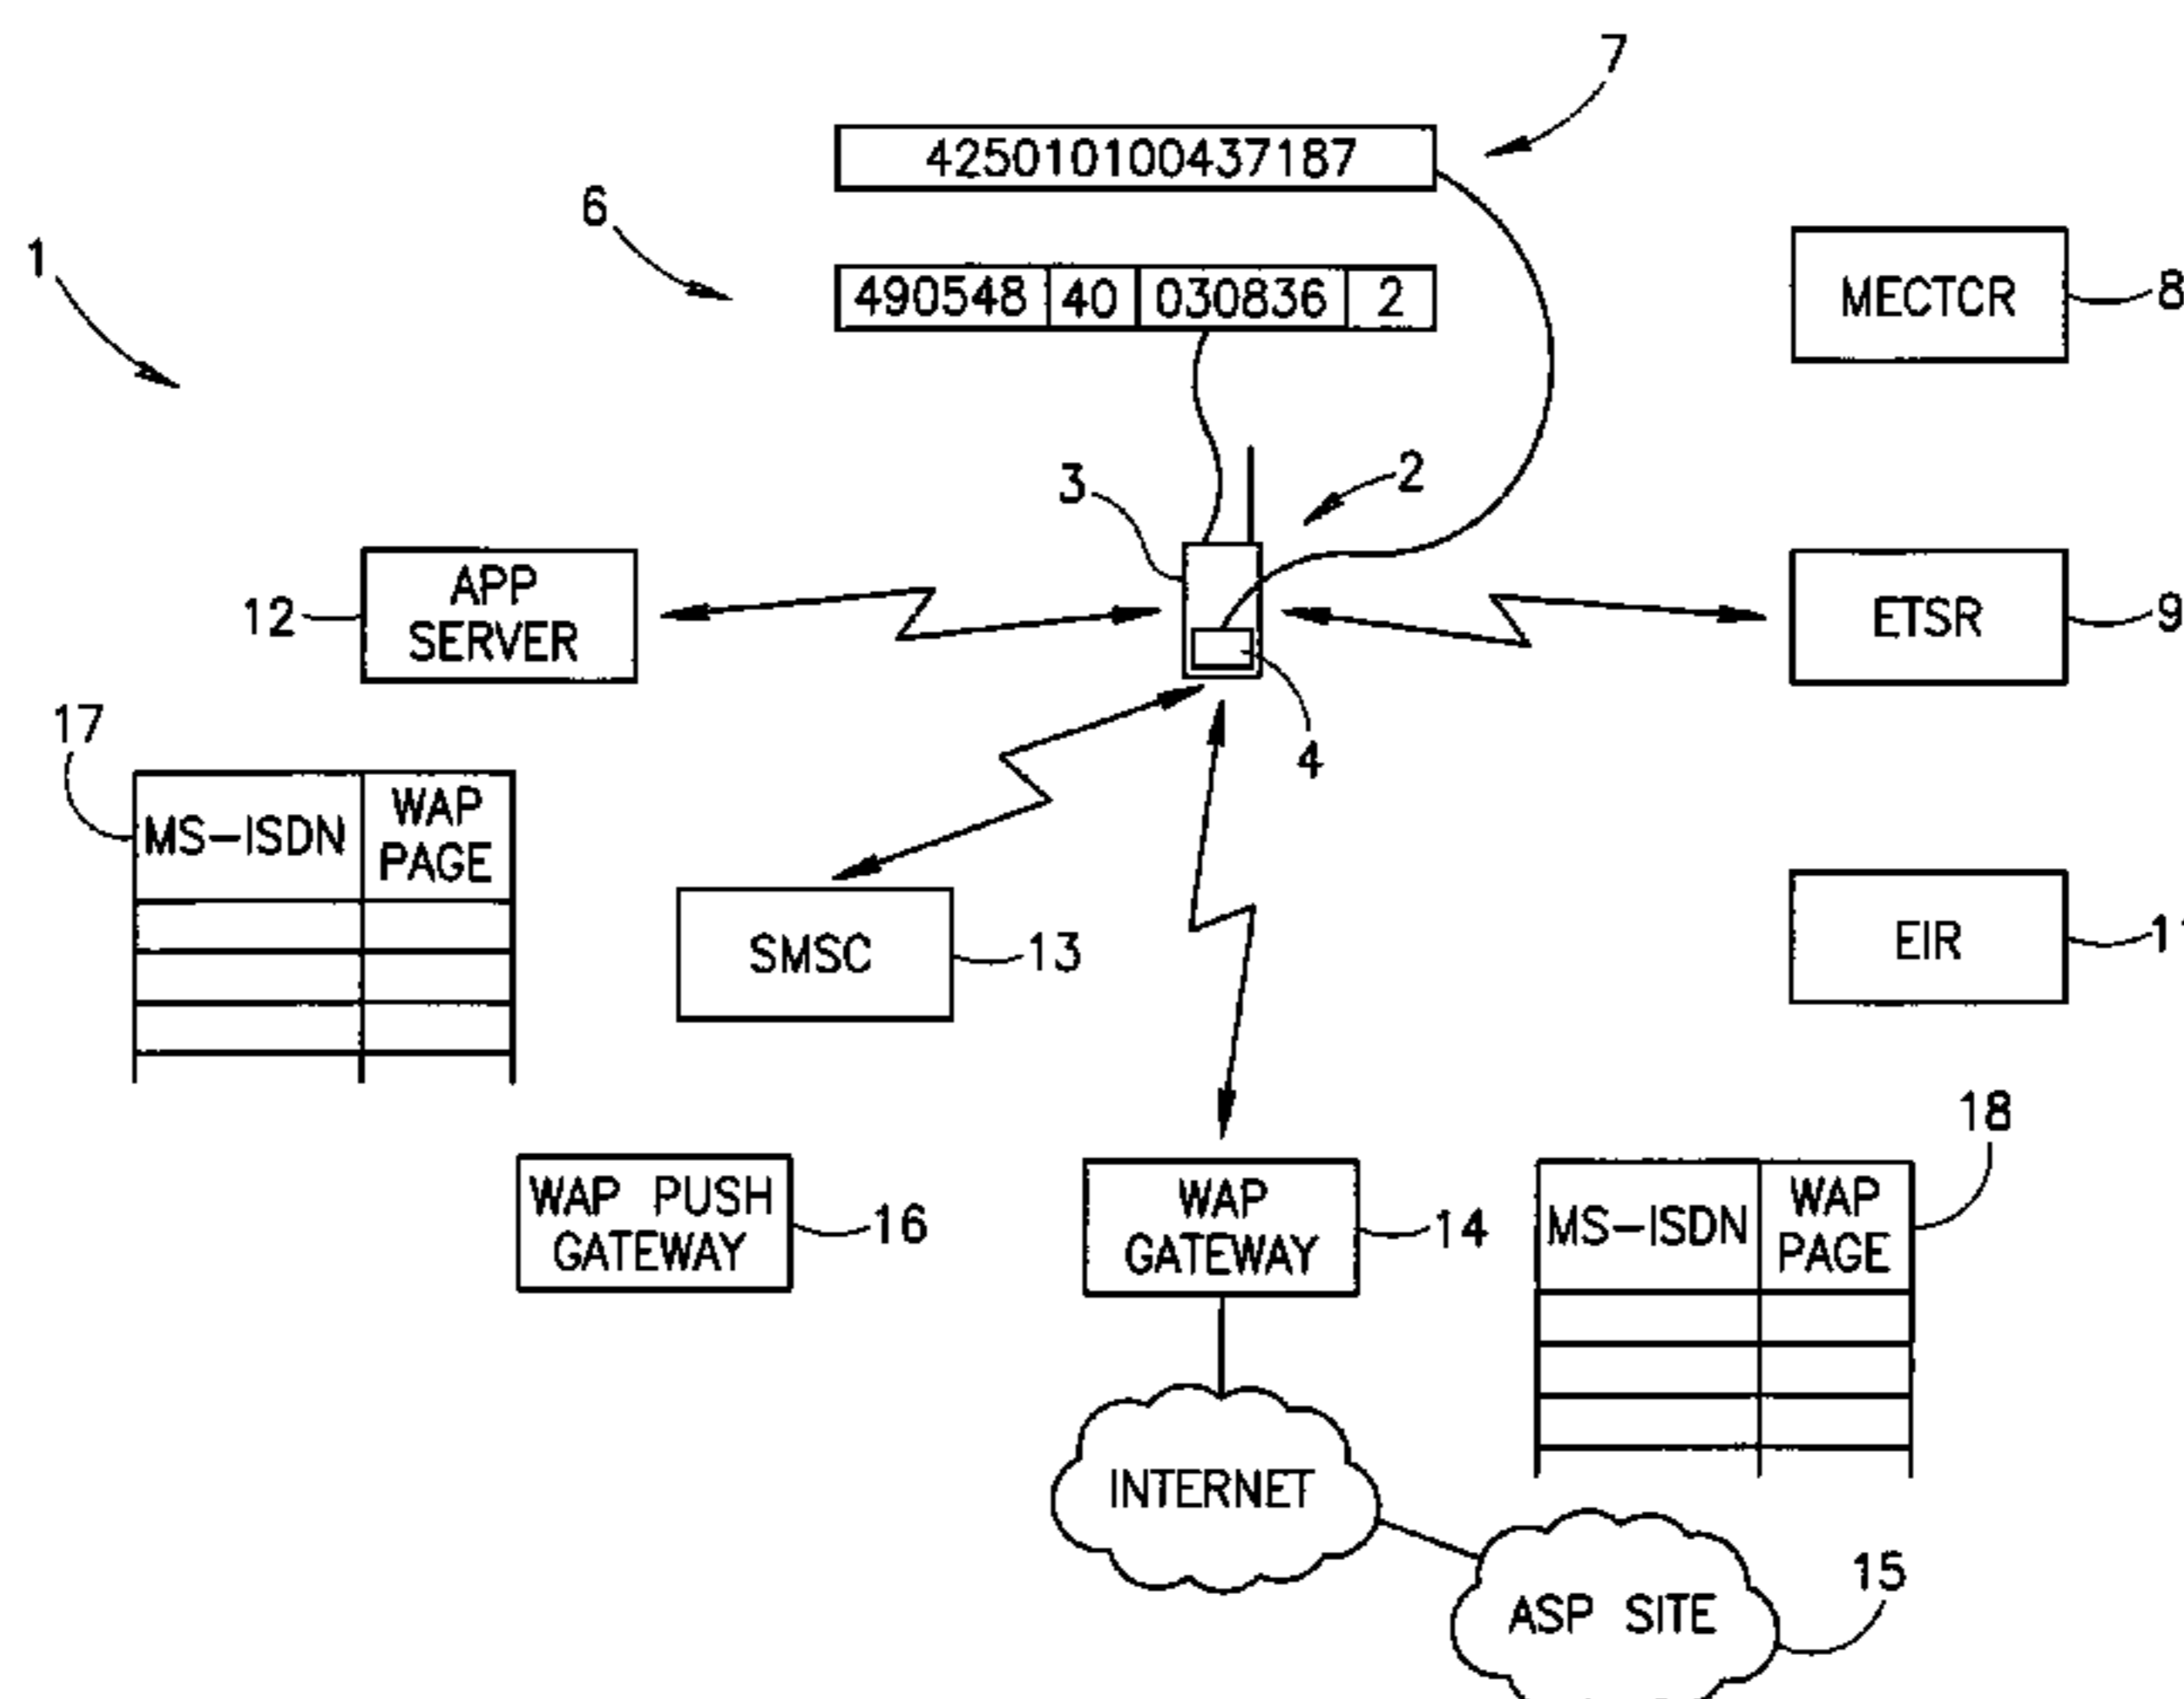 7
425010100437187
6
1
490548 40 030836 2
MECTCR
8
3
2
APP
SERVER
12
ETSR
9
4
17
MS-ISDN
WAP
PAGE
SMSC
13
EIR
18
WAP PUSH
GATEWAY
16
WAP
GATEWAY
14
MS-ISDN
WAP
PAGE
INTERNET
ASP SITE
15